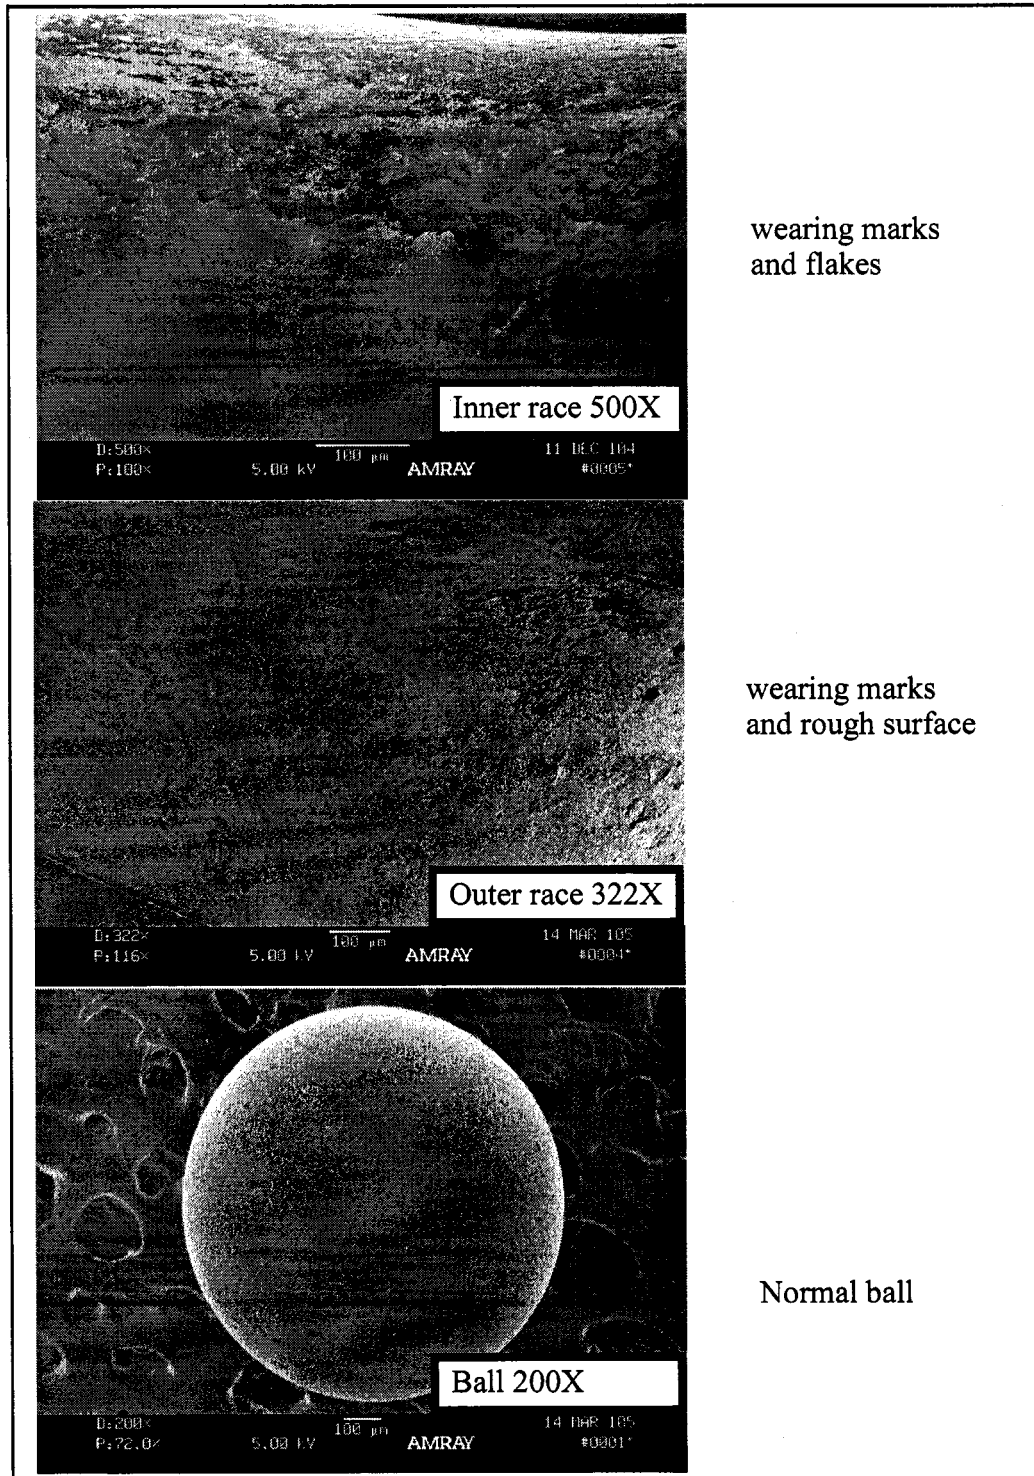 wearing marks
and flakes
Inner race 500X
D:500×
100 µm
11 DEC 104
P:100×
5.00 kV
AMRAY
#0005*
wearing marks
and rough surface
Outer race 322X
D:322×
100 µm
14 MAR 105
P:116×
5.00 kV
AMRAY
#0004*
Normal ball
Ball 200X
D:200×
100 µm
14 MAR 105
P:72.0×
5.00 kV
AMRAY
#0001*